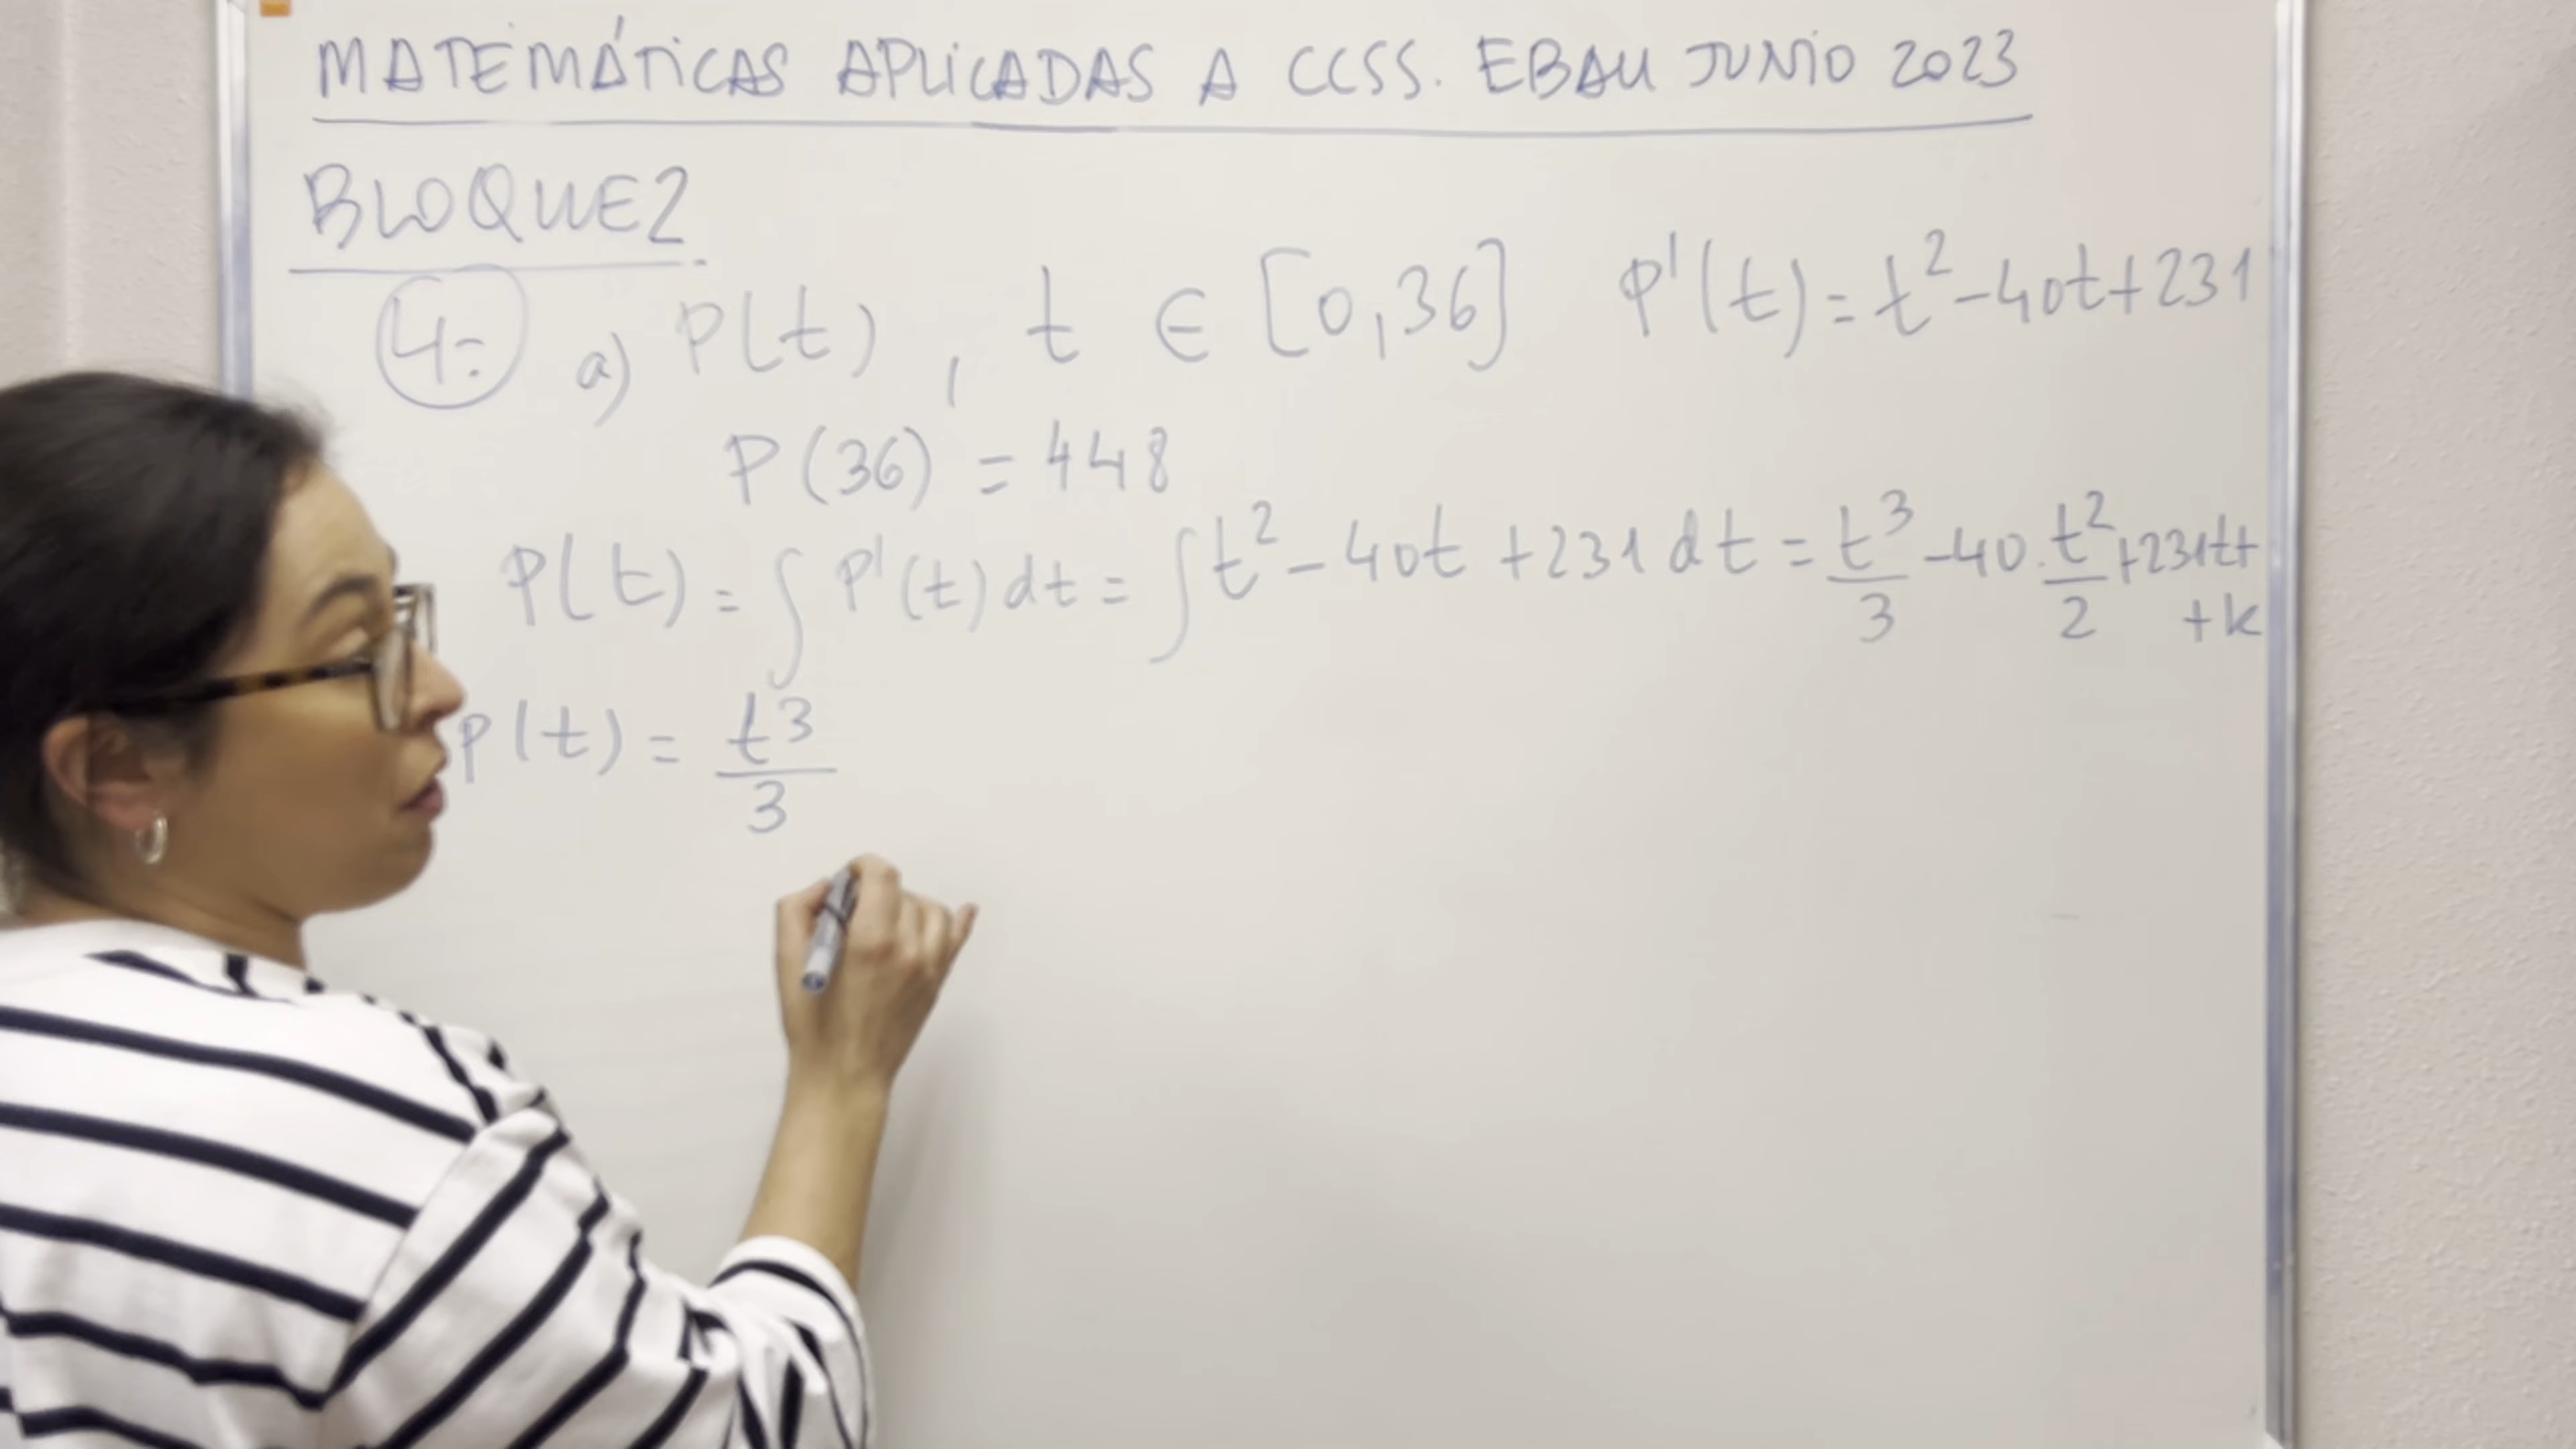 MATEMÁTICAS APLICADAS A CCSS. EBAU JUNIO 2023
BLOQUE 2
4: a) P(t) , t ∈ [0,36] P'(t) = t² - 40t + 231
P(36) = 448
P(t) = ∫ P'(t) dt = ∫ t² - 40t + 231 dt = t³/3 - 40 · t²/2 + 231t +
+ k
P(t) = t³/3